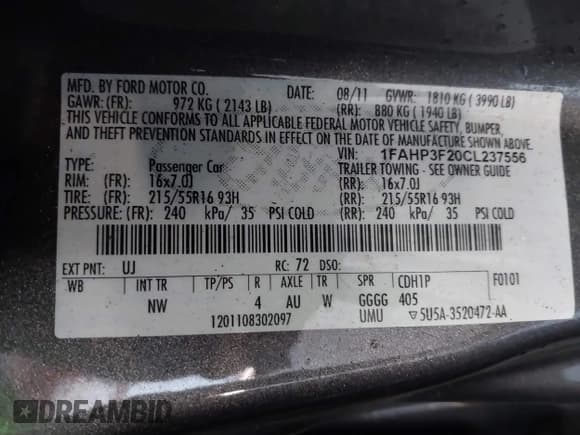 MFD. BY FORD MOTOR CO.
DATE: 08/11 GVWR: 1810 KG ( 3990 LB)
GAWR: (FR): 972 KG ( 2143 LB) (RR): 880 KG ( 1940 LB)
THIS VEHICLE CONFORMS TO ALL APPLICABLE FEDERAL MOTOR VEHICLE SAFETY, BUMPER,
AND THEFT PREVENTION STANDARDS IN EFFECT ON THE DATE OF MANUFACTURE SHOWN ABOVE.
VIN: 1FAHP3F20CL237556
TYPE: Passenger Car TRAILER TOWING - SEE OWNER GUIDE
RIM: (FR): 16x7.0J (RR): 16x7.0J
TIRE: (FR): 215/55R16 93H (RR): 215/55R16 93H
PRESSURE: (FR): 240 kPa/ 35 PSI COLD (RR): 240 kPa/ 35 PSI COLD
EXT PNT: UJ RC: 72 DSO:
WB INT TR TP/PS R AXLE TR SPR CDH1P F0101
NW 4 AU W GGGG 405
1201108302097 UMU ▽5U5A-3520472-AA
DREAMBID